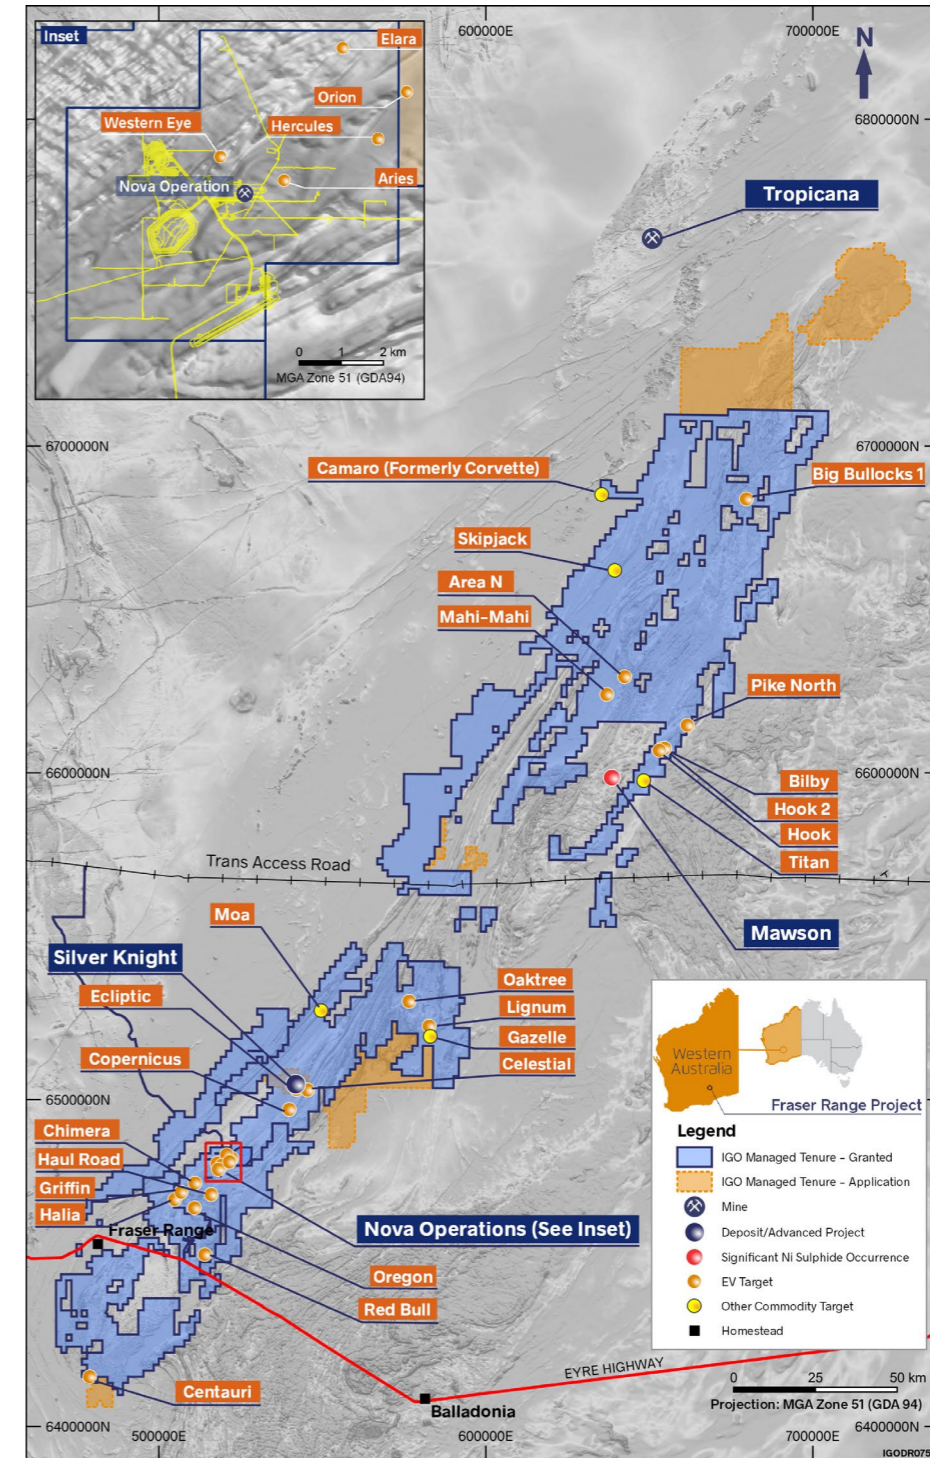 600000E
700000E
Inset
Elara
N
Orion
Western Eye
Hercules
6800000N
Nova Operation
Aries
Tropicana
0 1 2 km
MGA Zone 51 (GDA94)
6700000N
6700000N
Camaro (Formerly Corvette)
Big Bullocks 1
Skipjack
Area N
Mahi-Mahi
Pike North
6600000N
6600000N
Bilby
Hook 2
Hook
Titan
Trans Access Road
Moa
Mawson
Silver Knight
Oaktree
Ecliptic
Lignum
Gazelle
Copernicus
Celestial
Western
Australia
6500000N
Fraser Range Project
Chimera
Legend
Haul Road
IGO Managed Tenure - Granted
Griffin
IGO Managed Tenure - Application
Halia
Mine
Fraser Range
Nova Operations (See Inset)
Deposit/Advanced Project
Significant Ni Sulphide Occurrence
Oregon
EV Target
Red Bull
Other Commodity Target
Homestead
EYRE HIGHWAY
Centauri
0 25 50 km
Projection: MGA Zone 51 (GDA 94)
Balladonia
6400000N
6400000N
500000E
600000E
700000E
IGODR075